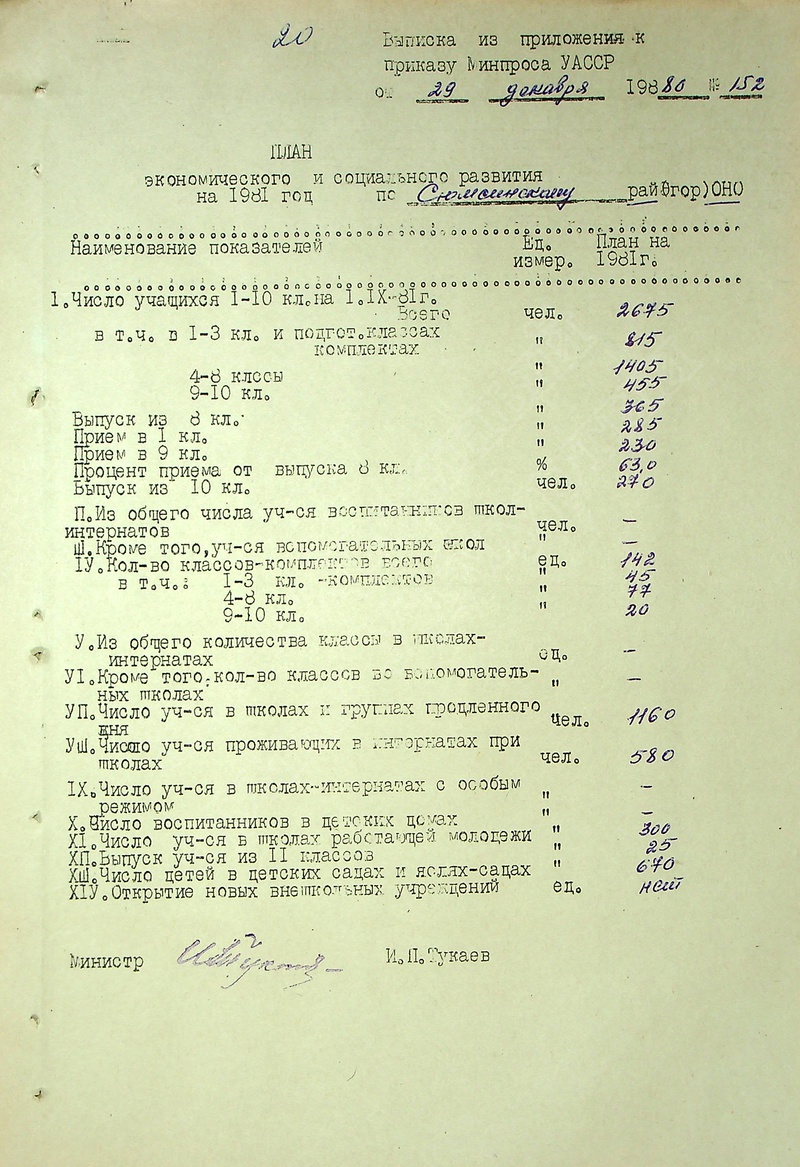 20
Выписка из приложения к
приказу Минпроса УАССР
от 29 декабря 1980 № 152
ПЛАН
экономического и социального развития
на 1981 год по рай(гор)ОНО
Наименование показателей Ед. План на
измер. 1981г.
1.Число учащихся 1-10 кл.на 1.IX-81г.
Всего чел. 2675
в т.ч. в 1-3 кл. и подгот.классах
комплектах " 815
4-8 клссы " 1405
9-10 кл. " 455
Выпуск из 8 кл. " 365
Прием в I кл. " 285
Прием в 9 кл. " 230
Процент приема от выпуска 8 кл. % 63,0
Выпуск из 10 кл. чел. 270
П.Из общего числа уч-ся воспитанников школ-
интернатов чел. —
Ш.Кроме того,уч-ся вспомогательных школ " —
IУ.Кол-во классов-комплектов всего ед. 142
в т.ч.: 1-3 кл. -комплектов " 45
4-8 кл. " 77
9-10 кл. " 20
У.Из общего количества классы в школах-
интернатах ед. —
УI.Кроме того,кол-во классов во вспомогатель-
ных школах " —
УП.Число уч-ся в школах и группах продленного
дня чел. 1160
УШ.Число уч-ся проживающих в интернатах при
школах чел. 580
IX.Число уч-ся в школах-интернатах с особым
режимом " —
X.Число воспитанников в детских домах " —
XI.Число уч-ся в школах работающей молодежи " 300
XП.Выпуск уч-ся из II классов " 25
XШ.Число детей в детских садах и яслях-садах " 640
XIУ.Открытие новых внешкольных учреждений ед. нет
Министр И.П.Тукаев